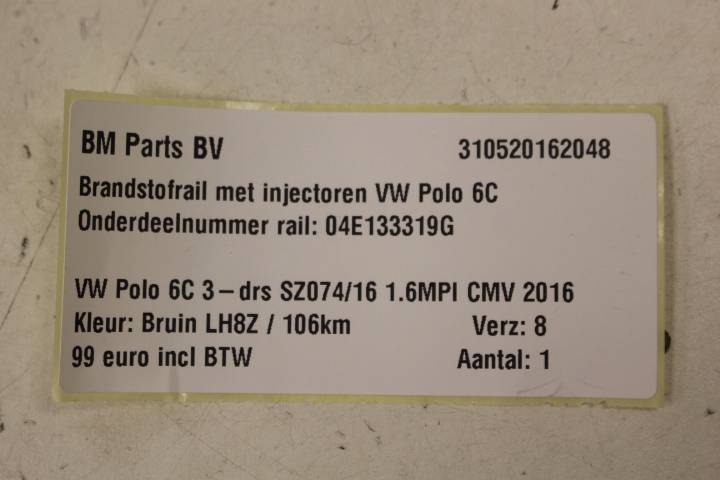 BM Parts BV 310520162048
Brandstofrail met injectoren VW Polo 6C
Onderdeelnummer rail: 04E133319G
VW Polo 6C 3-drs SZ074/16 1.6MPI CMV 2016
Kleur: Bruin LH8Z / 106km Verz: 8
99 euro incl BTW Aantal: 1